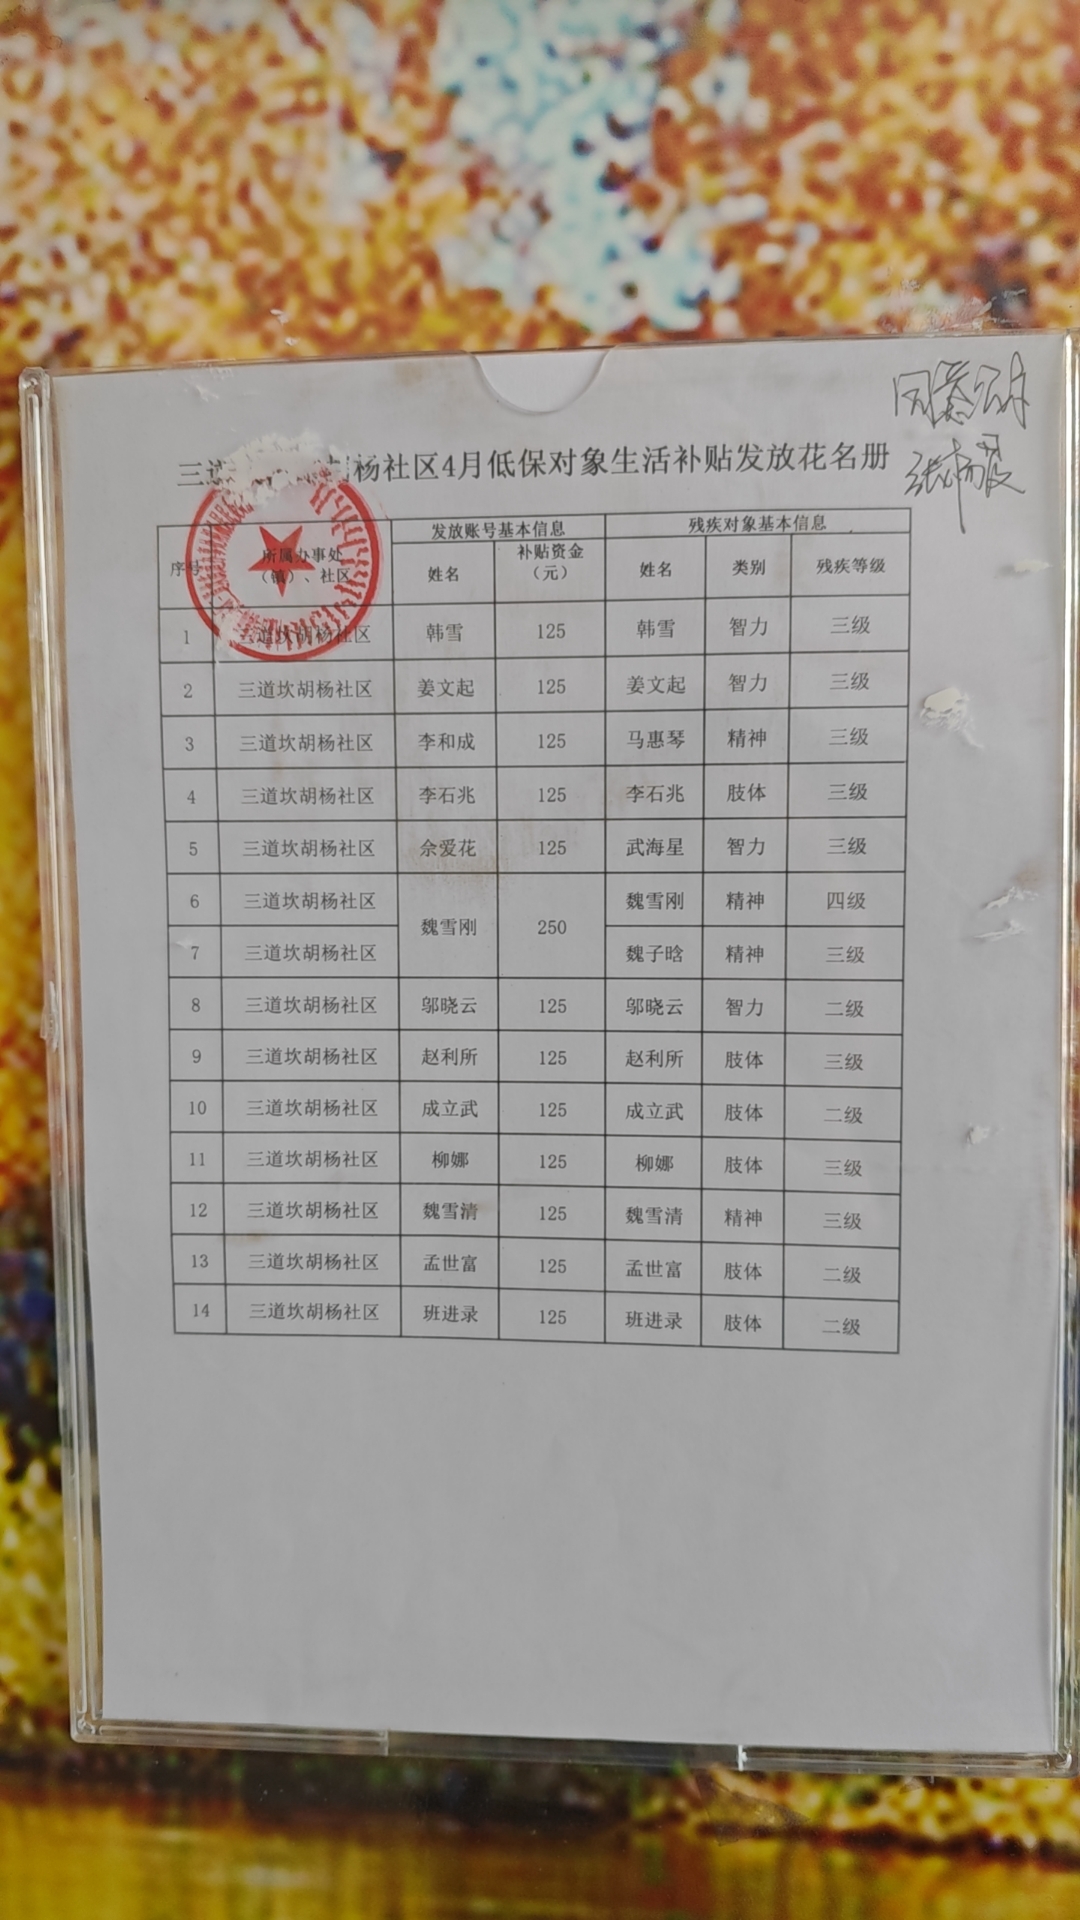 同意公示
三道 杨社区4月低保对象生活补贴发放花名册
序号 所属办事处（镇）、社区 发放账号基本信息 残疾对象基本信息
姓名 补贴资金（元） 姓名 类别 残疾等级
1 三道坎胡杨社区 韩雪 125 韩雪 智力 三级
2 三道坎胡杨社区 姜文起 125 姜文起 智力 三级
3 三道坎胡杨社区 李和成 125 马惠琴 精神 三级
4 三道坎胡杨社区 李石兆 125 李石兆 肢体 三级
5 三道坎胡杨社区 佘爱花 125 武海星 智力 三级
6 三道坎胡杨社区 魏雪刚 250 魏雪刚 精神 四级
7 三道坎胡杨社区 魏子晗 精神 三级
8 三道坎胡杨社区 邬晓云 125 邬晓云 智力 二级
9 三道坎胡杨社区 赵利所 125 赵利所 肢体 三级
10 三道坎胡杨社区 成立武 125 成立武 肢体 二级
11 三道坎胡杨社区 柳娜 125 柳娜 肢体 三级
12 三道坎胡杨社区 魏雪清 125 魏雪清 精神 三级
13 三道坎胡杨社区 孟世富 125 孟世富 肢体 二级
14 三道坎胡杨社区 班进录 125 班进录 肢体 二级